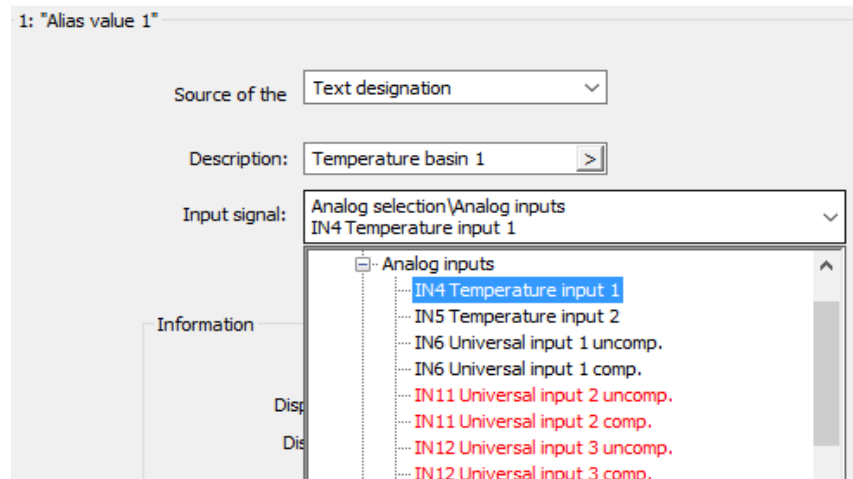 1: "Alias value 1"
Source of the
Text designation
Description:
Temperature basin 1
>
Input signal:
Analog selection\Analog inputs
IN4 Temperature input 1
Analog inputs
IN4 Temperature input 1
IN5 Temperature input 2
Information
IN6 Universal input 1 uncomp.
IN6 Universal input 1 comp.
IN11 Universal input 2 uncomp.
IN11 Universal input 2 comp.
IN12 Universal input 3 uncomp.
IN12 Universal input 3 comp.